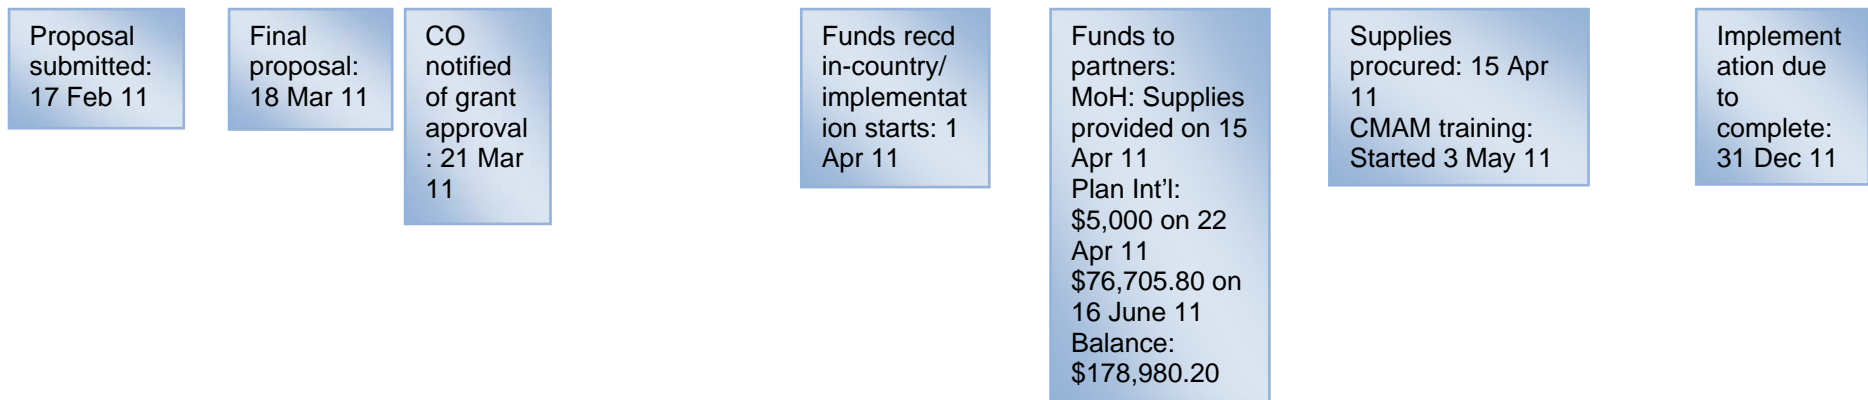 Proposal
submitted:
17 Feb 11
Final
proposal:
18 Mar 11
CO
notified
of grant
approval
: 21 Mar
11
Funds recd
in-country/
implementat
ion starts: 1
Apr 11
Funds to
partners:
MoH: Supplies
provided on 15
Apr 11
Plan Int’l:
$5,000 on 22
Apr 11
$76,705.80 on
16 June 11
Balance:
$178,980.20
Supplies
procured: 15 Apr
11
CMAM training:
Started 3 May 11
Implement
ation due
to
complete:
31 Dec 11